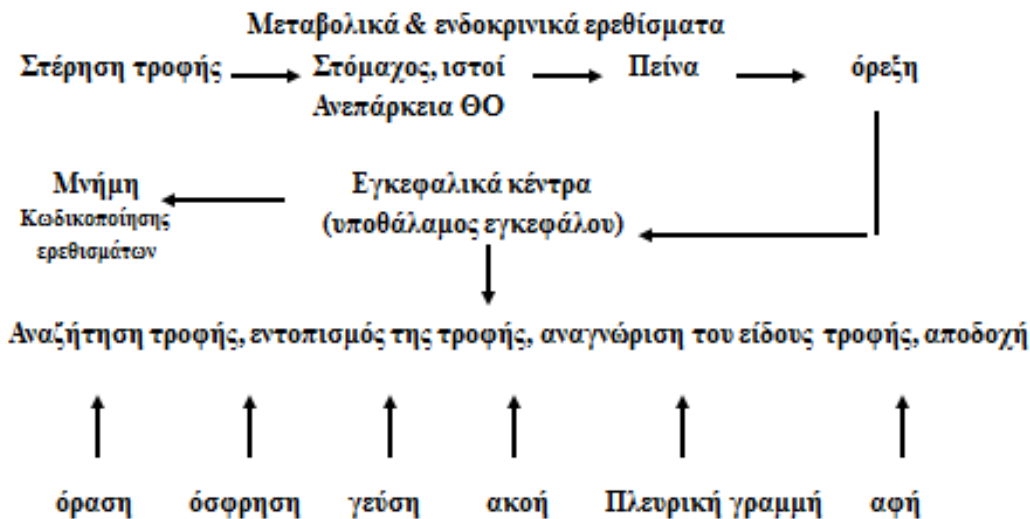 Μεταβολικά & ενδοκρινικά ερεθίσματα
Στέρηση τροφής Στόμαχος, ιστοί Πείνα όρεξη
Ανεπάρκεια ΘΟ
Μνήμη Εγκεφαλικά κέντρα
Κωδικοποίησης (υποθάλαμος εγκεφάλου)
ερεθισμάτων
Αναζήτηση τροφής, εντοπισμός της τροφής, αναγνώριση του είδους τροφής, αποδοχή
όραση όσφρηση γεύση ακοή Πλευρική γραμμή αφή